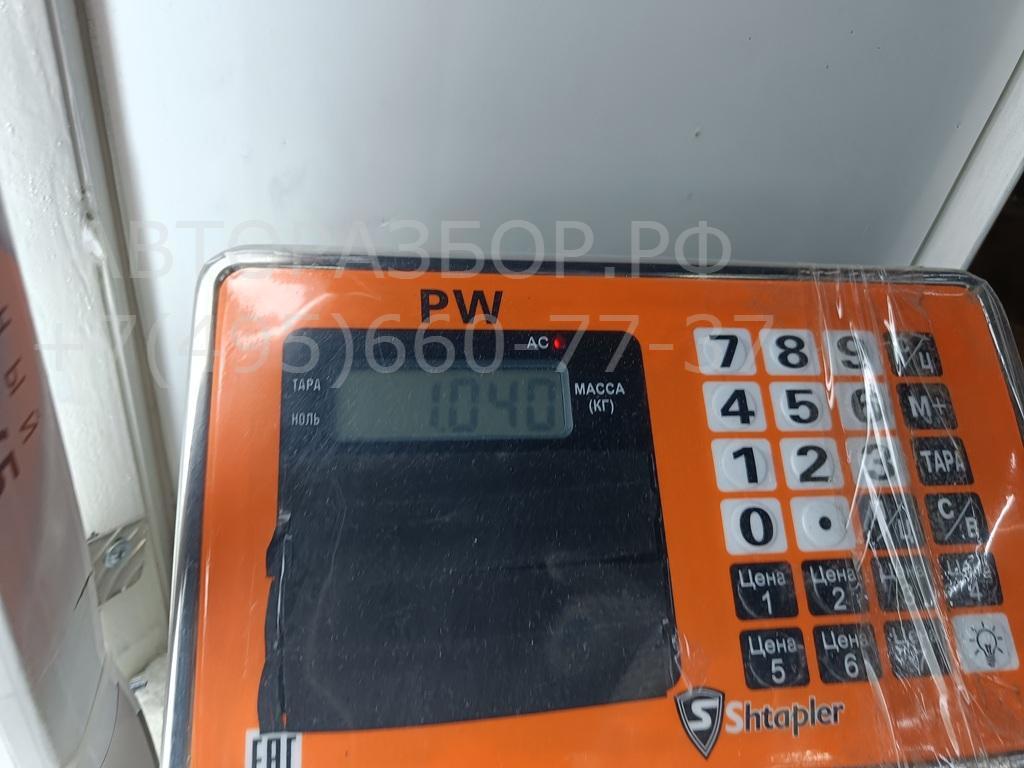 АВТОРАЗБОР.РФ
+7(495)660-77-37
PW
AC
ТАРА
НОЛЬ
1.040
МАССА
(КГ)
7 8 9
4 5 6 М+
1 2 3 ТАРА
0 . С/В
Цена 1 Цена 2
Цена 5 Цена 6
Shtapler
EAC